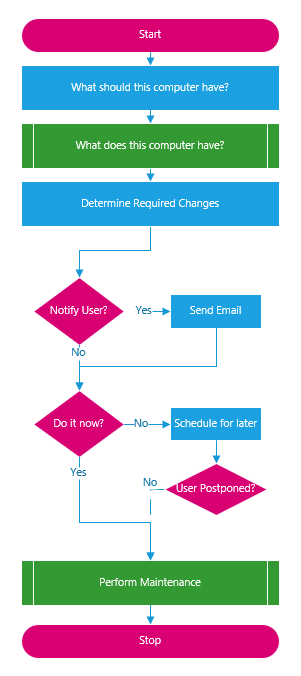 Start
What should this computer have?
What does this computer have?
Determine Required Changes
Notify User?
Yes
Send Email
No
Do it now?
No
Schedule for later
Yes
User Postponed?
No
Perform Maintenance
Stop